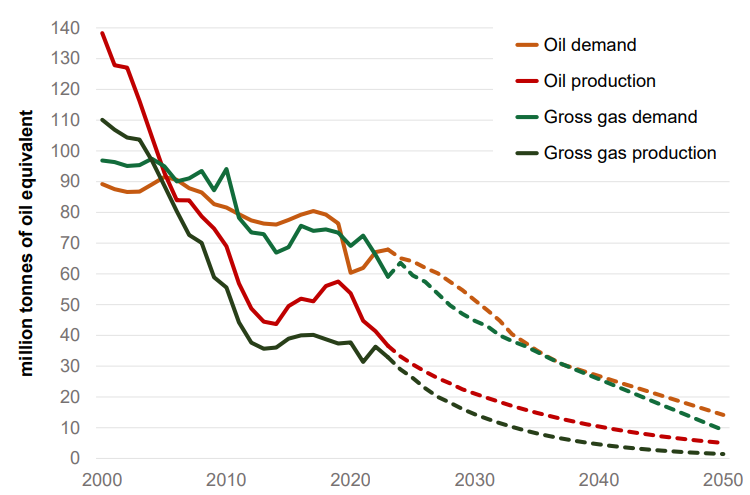 140
130
120
110
100
90
80
70
60
50
40
30
20
10
0
million tonnes of oil equivalent
2000 2010 2020 2030 2040 2050
Oil demand
Oil production
Gross gas demand
Gross gas production